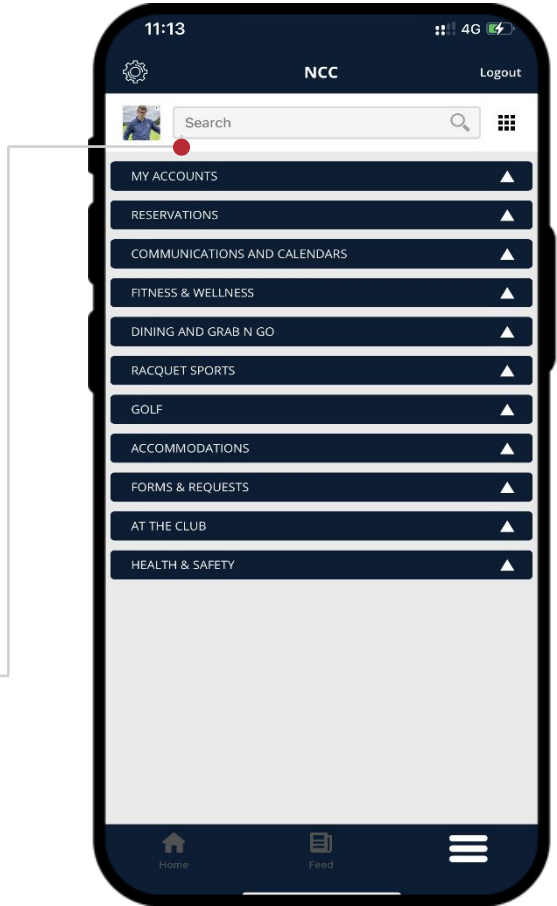 11:13 4G
NCC Logout
Search
MY ACCOUNTS
RESERVATIONS
COMMUNICATIONS AND CALENDARS
FITNESS & WELLNESS
DINING AND GRAB N GO
RACQUET SPORTS
GOLF
ACCOMMODATIONS
FORMS & REQUESTS
AT THE CLUB
HEALTH & SAFETY
Home Feed